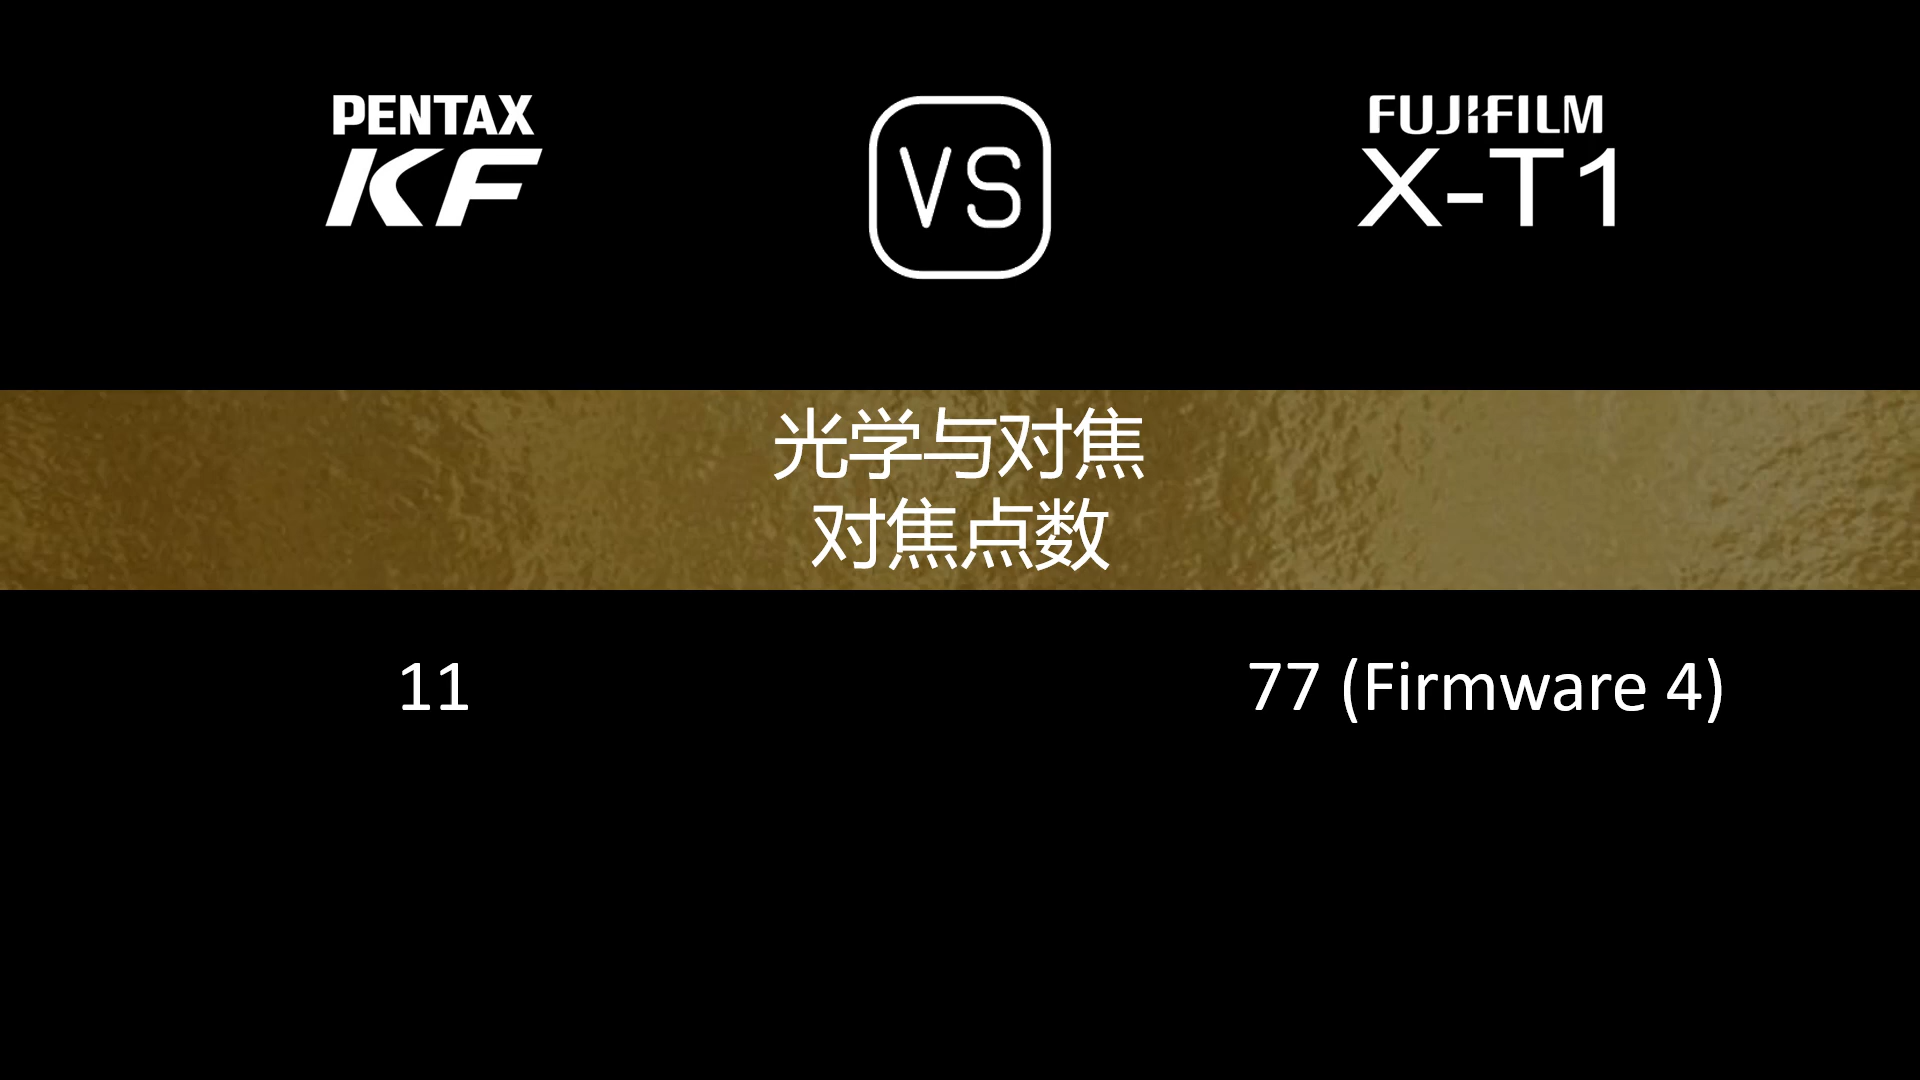 PENTAX
KF
VS
FUJIFILM
X-T1
光学与对焦
对焦点数
11
77 (Firmware 4)